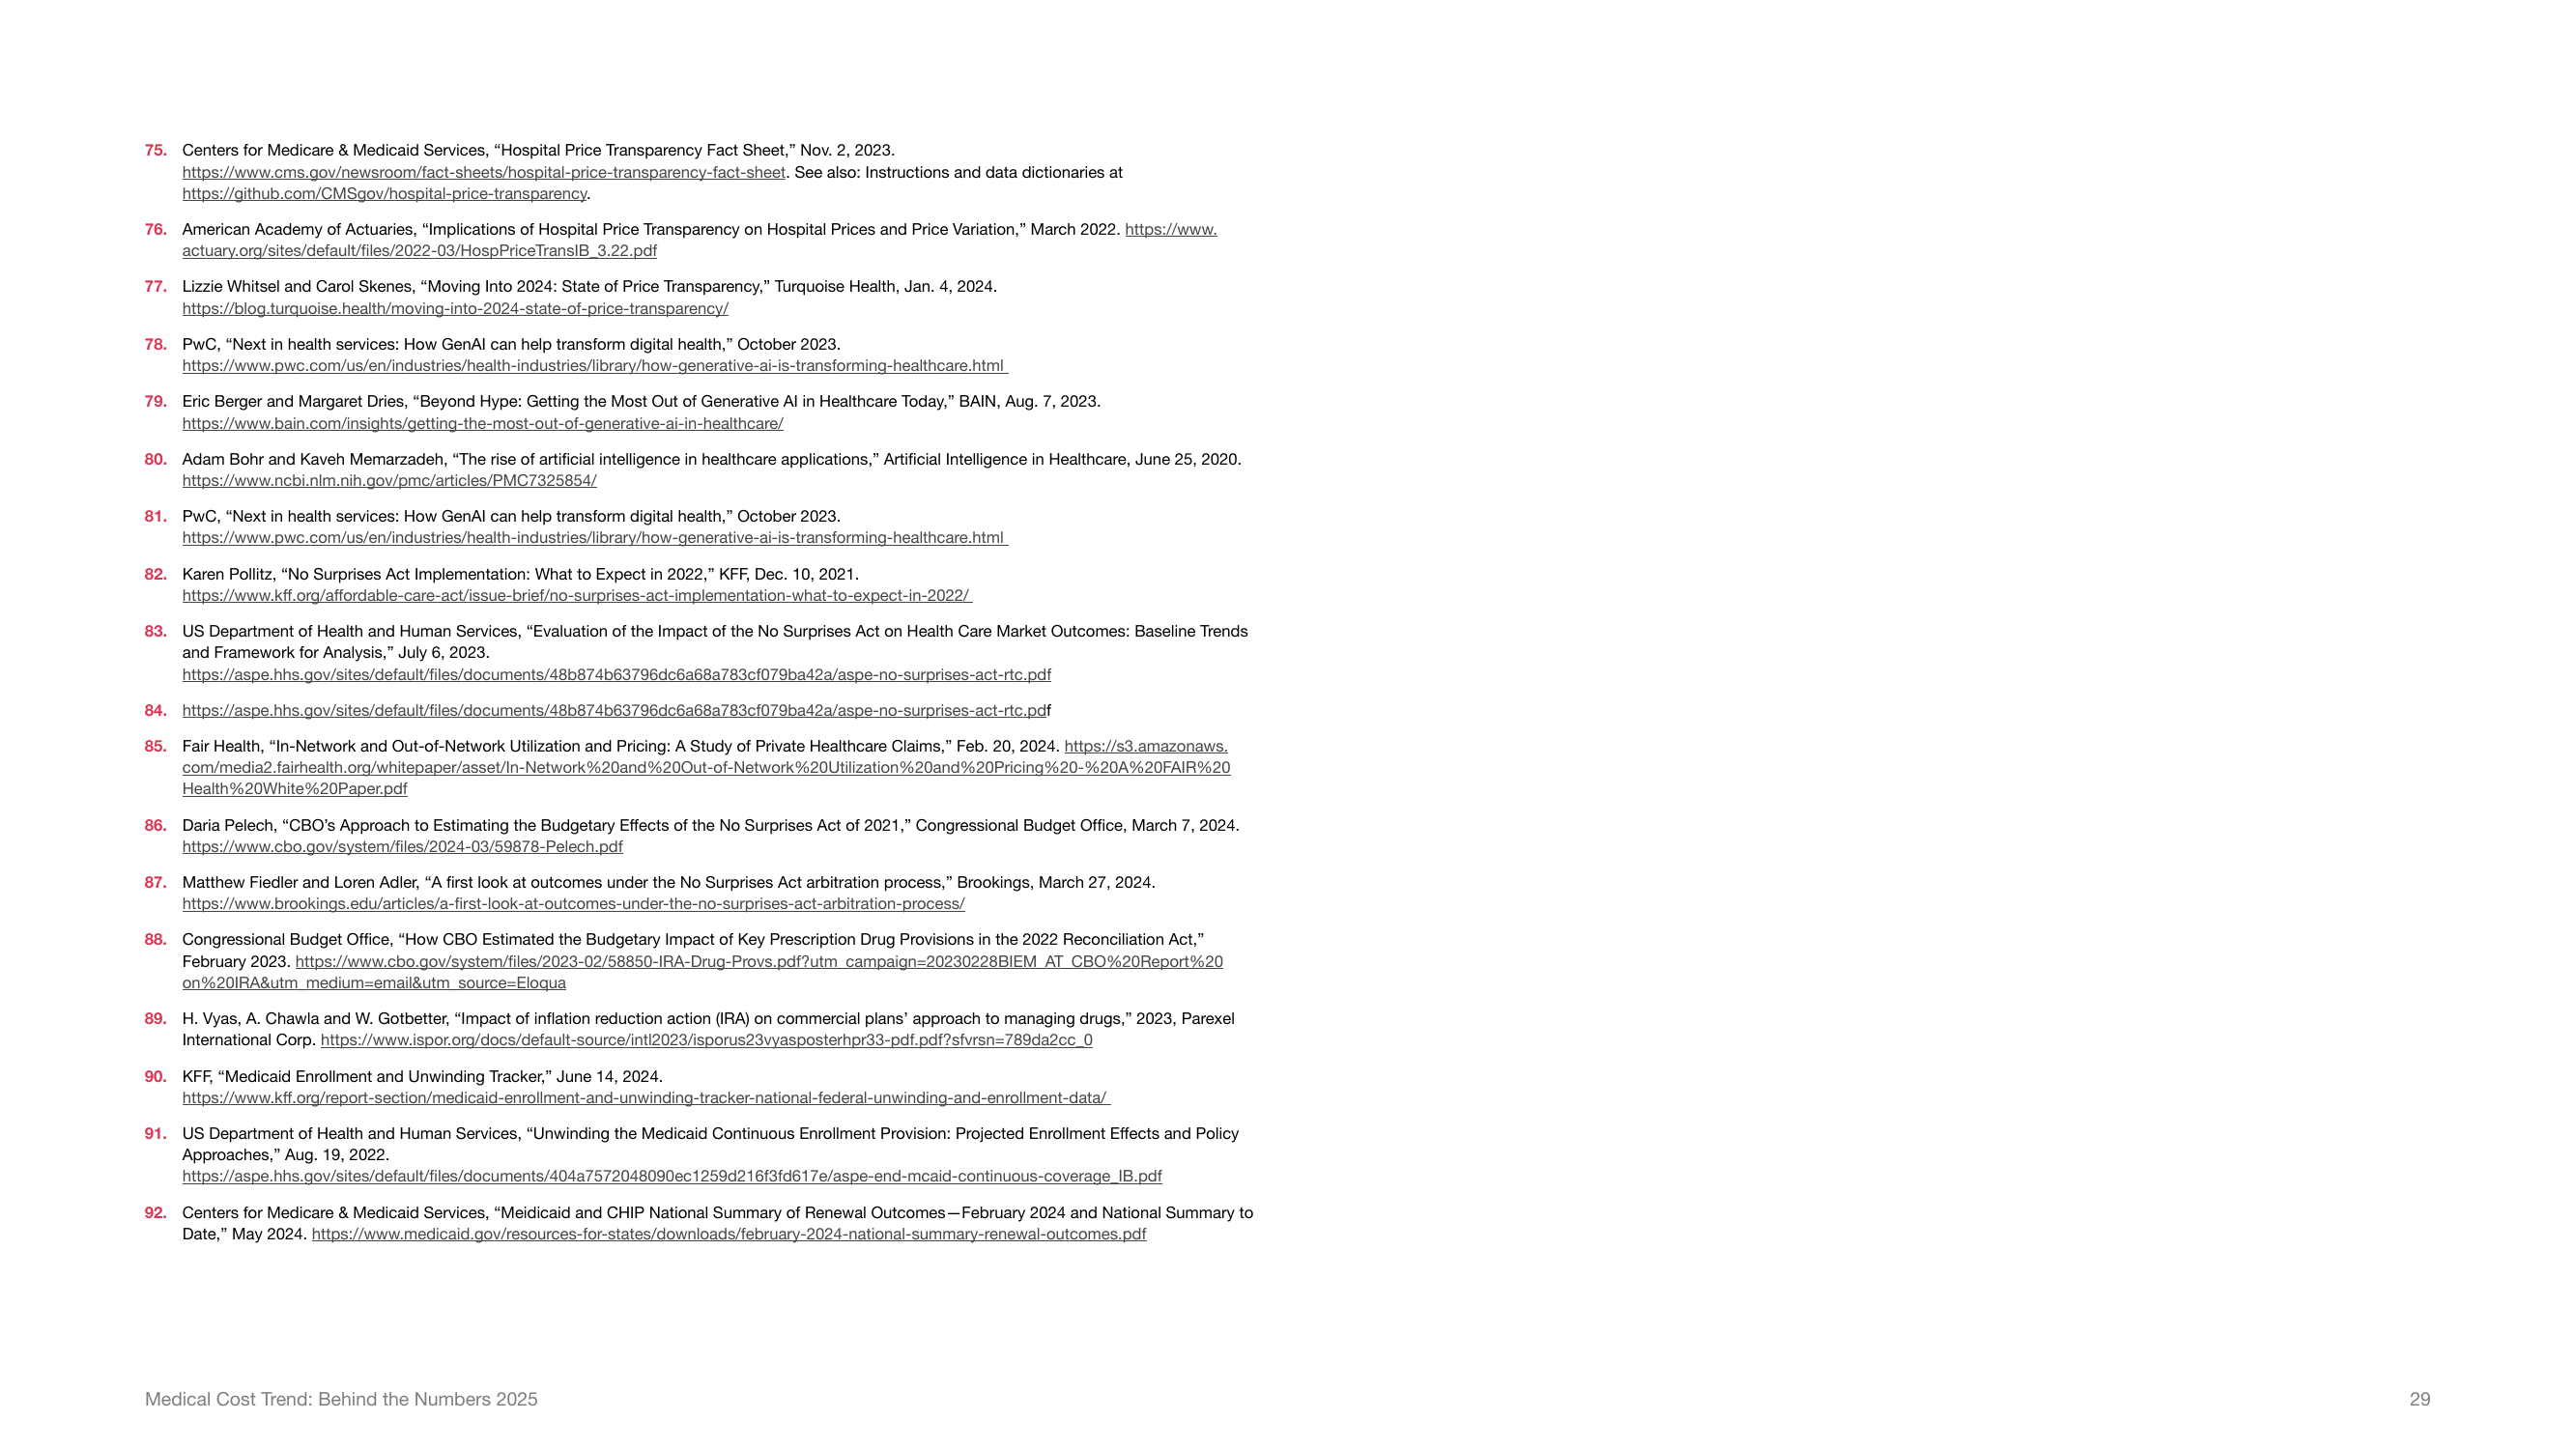 75. Centers for Medicare & Medicaid Services, “Hospital Price Transparency Fact Sheet,” Nov. 2, 2023.
https://www.cms.gov/newsroom/fact-sheets/hospital-price-transparency-fact-sheet. See also: Instructions and data dictionaries at
https://github.com/CMSgov/hospital-price-transparency.
76. American Academy of Actuaries, “Implications of Hospital Price Transparency on Hospital Prices and Price Variation,” March 2022. https://www.
actuary.org/sites/default/files/2022-03/HospPriceTransIB_3.22.pdf
77. Lizzie Whitsel and Carol Skenes, “Moving Into 2024: State of Price Transparency,” Turquoise Health, Jan. 4, 2024.
https://blog.turquoise.health/moving-into-2024-state-of-price-transparency/
78. PwC, “Next in health services: How GenAI can help transform digital health,” October 2023.
https://www.pwc.com/us/en/industries/health-industries/library/how-generative-ai-is-transforming-healthcare.html
79. Eric Berger and Margaret Dries, “Beyond Hype: Getting the Most Out of Generative AI in Healthcare Today,” BAIN, Aug. 7, 2023.
https://www.bain.com/insights/getting-the-most-out-of-generative-ai-in-healthcare/
80. Adam Bohr and Kaveh Memarzadeh, “The rise of artificial intelligence in healthcare applications,” Artificial Intelligence in Healthcare, June 25, 2020.
https://www.ncbi.nlm.nih.gov/pmc/articles/PMC7325854/
81. PwC, “Next in health services: How GenAI can help transform digital health,” October 2023.
https://www.pwc.com/us/en/industries/health-industries/library/how-generative-ai-is-transforming-healthcare.html
82. Karen Pollitz, “No Surprises Act Implementation: What to Expect in 2022,” KFF, Dec. 10, 2021.
https://www.kff.org/affordable-care-act/issue-brief/no-surprises-act-implementation-what-to-expect-in-2022/
83. US Department of Health and Human Services, “Evaluation of the Impact of the No Surprises Act on Health Care Market Outcomes: Baseline Trends
and Framework for Analysis,” July 6, 2023.
https://aspe.hhs.gov/sites/default/files/documents/48b874b63796dc6a68a783cf079ba42a/aspe-no-surprises-act-rtc.pdf
84. https://aspe.hhs.gov/sites/default/files/documents/48b874b63796dc6a68a783cf079ba42a/aspe-no-surprises-act-rtc.pdf
85. Fair Health, “In-Network and Out-of-Network Utilization and Pricing: A Study of Private Healthcare Claims,” Feb. 20, 2024. https://s3.amazonaws.
com/media2.fairhealth.org/whitepaper/asset/In-Network%20and%20Out-of-Network%20Utilization%20and%20Pricing%20-%20A%20FAIR%20
Health%20White%20Paper.pdf
86. Daria Pelech, “CBO’s Approach to Estimating the Budgetary Effects of the No Surprises Act of 2021,” Congressional Budget Office, March 7, 2024.
https://www.cbo.gov/system/files/2024-03/59878-Pelech.pdf
87. Matthew Fiedler and Loren Adler, “A first look at outcomes under the No Surprises Act arbitration process,” Brookings, March 27, 2024.
https://www.brookings.edu/articles/a-first-look-at-outcomes-under-the-no-surprises-act-arbitration-process/
88. Congressional Budget Office, “How CBO Estimated the Budgetary Impact of Key Prescription Drug Provisions in the 2022 Reconciliation Act,”
February 2023. https://www.cbo.gov/system/files/2023-02/58850-IRA-Drug-Provs.pdf?utm_campaign=20230228BIEM_AT_CBO%20Report%20
on%20IRA&utm_medium=email&utm_source=Eloqua
89. H. Vyas, A. Chawla and W. Gotbetter, “Impact of inflation reduction action (IRA) on commercial plans’ approach to managing drugs,” 2023, Parexel
International Corp. https://www.ispor.org/docs/default-source/intl2023/isporus23vyasposterhpr33-pdf.pdf?sfvrsn=789da2cc_0
90. KFF, “Medicaid Enrollment and Unwinding Tracker,” June 14, 2024.
https://www.kff.org/report-section/medicaid-enrollment-and-unwinding-tracker-national-federal-unwinding-and-enrollment-data/
91. US Department of Health and Human Services, “Unwinding the Medicaid Continuous Enrollment Provision: Projected Enrollment Effects and Policy
Approaches,” Aug. 19, 2022.
https://aspe.hhs.gov/sites/default/files/documents/404a7572048090ec1259d216f3fd617e/aspe-end-mcaid-continuous-coverage_IB.pdf
92. Centers for Medicare & Medicaid Services, “Meidicaid and CHIP National Summary of Renewal Outcomes—February 2024 and National Summary to
Date,” May 2024. https://www.medicaid.gov/resources-for-states/downloads/february-2024-national-summary-renewal-outcomes.pdf
Medical Cost Trend: Behind the Numbers 2025
29